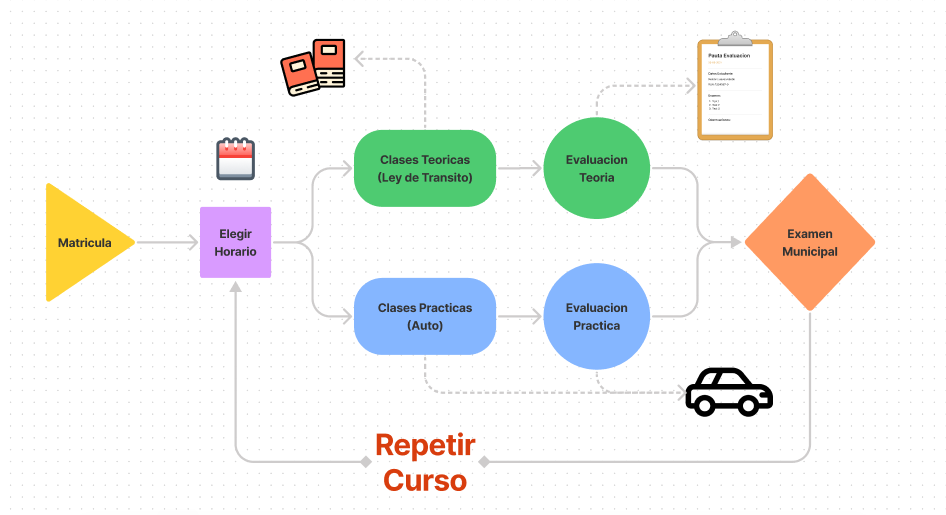 Pauta Evaluacion
Matricula
Elegir
Horario
Clases Teoricas
(Ley de Transito)
Evaluacion
Teoria
Clases Practicas
(Auto)
Evaluacion
Practica
Examen
Municipal
Repetir
Curso